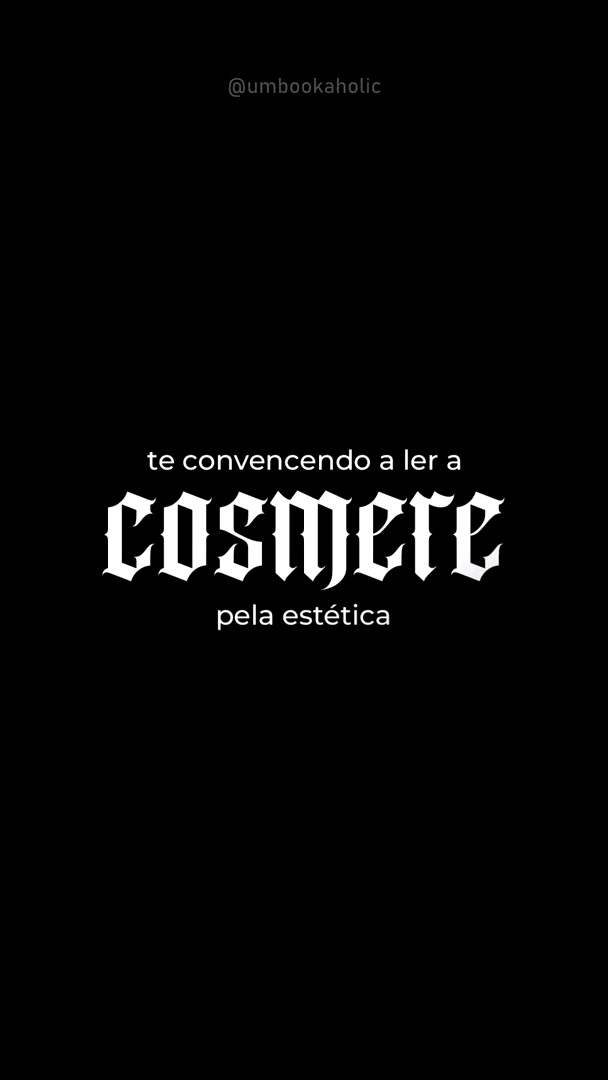 @umbookaholic
te convencendo a ler a
cosmere
pela estética